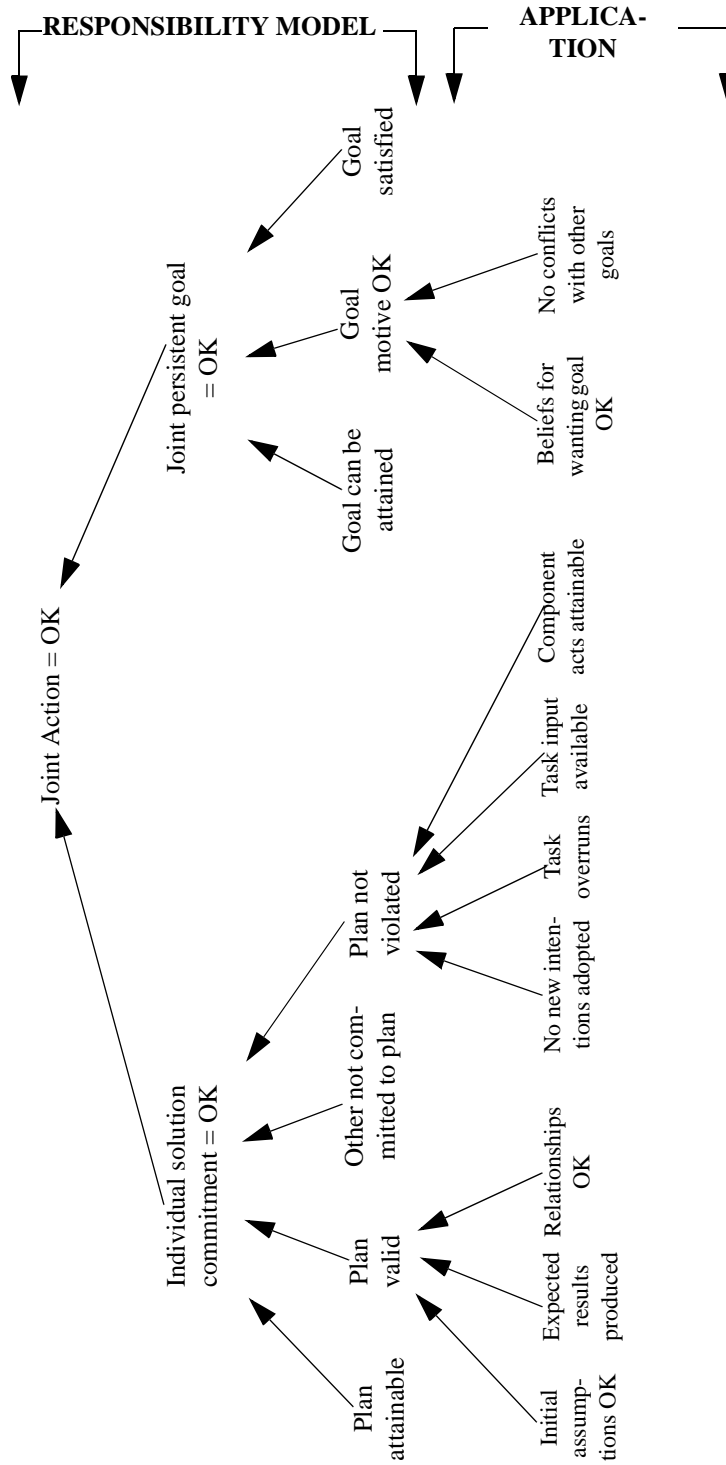 RESPONSIBILITY MODEL
APPLICA-
TION
Joint Action = OK
Individual solution
commitment = OK
Joint persistent goal
= OK
Plan
attainable
Plan
valid
Other not com-
mitted to plan
Plan not
violated
Goal can be
attained
Goal
motive OK
Goal
satisfied
Initial
assump-
tions OK
Expected
results
produced
Relationships
OK
No new inten-
tions adopted
Task
overruns
Task input
available
Component
acts attainable
Beliefs for
wanting goal
OK
No conflicts
with other
goals